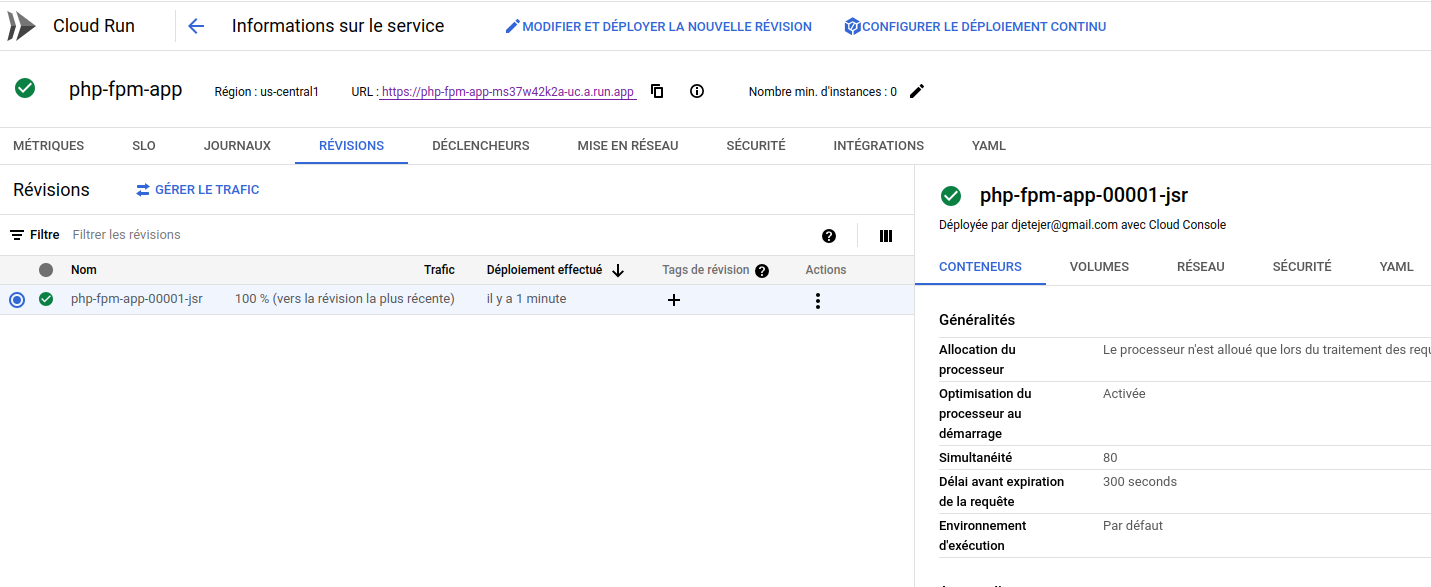 Cloud Run
Informations sur le service
MODIFIER ET DÉPLOYER LA NOUVELLE RÉVISION
CONFIGURER LE DÉPLOIEMENT CONTINU
php-fpm-app
Région : us-central1
URL : https://php-fpm-app-ms37w42k2a-uc.a.run.app
Nombre min. d'instances : 0
MÉTRIQUES
SLO
JOURNAUX
RÉVISIONS
DÉCLENCHEURS
MISE EN RÉSEAU
SÉCURITÉ
INTÉGRATIONS
YAML
Révisions
GÉRER LE TRAFIC
Filtre Filtrer les révisions
Nom
Trafic
Déploiement effectué
Tags de révision
Actions
php-fpm-app-00001-jsr
100 % (vers la révision la plus récente)
il y a 1 minute
php-fpm-app-00001-jsr
Déployée par djetejer@gmail.com avec Cloud Console
CONTENEURS
VOLUMES
RÉSEAU
SÉCURITÉ
YAML
Généralités
Allocation du
processeur
Le processeur n'est alloué que lors du traitement des requ
Optimisation du
processeur au
démarrage
Activée
Simultanéité
80
Délai avant expiration
de la requête
300 seconds
Environnement
d'exécution
Par défaut